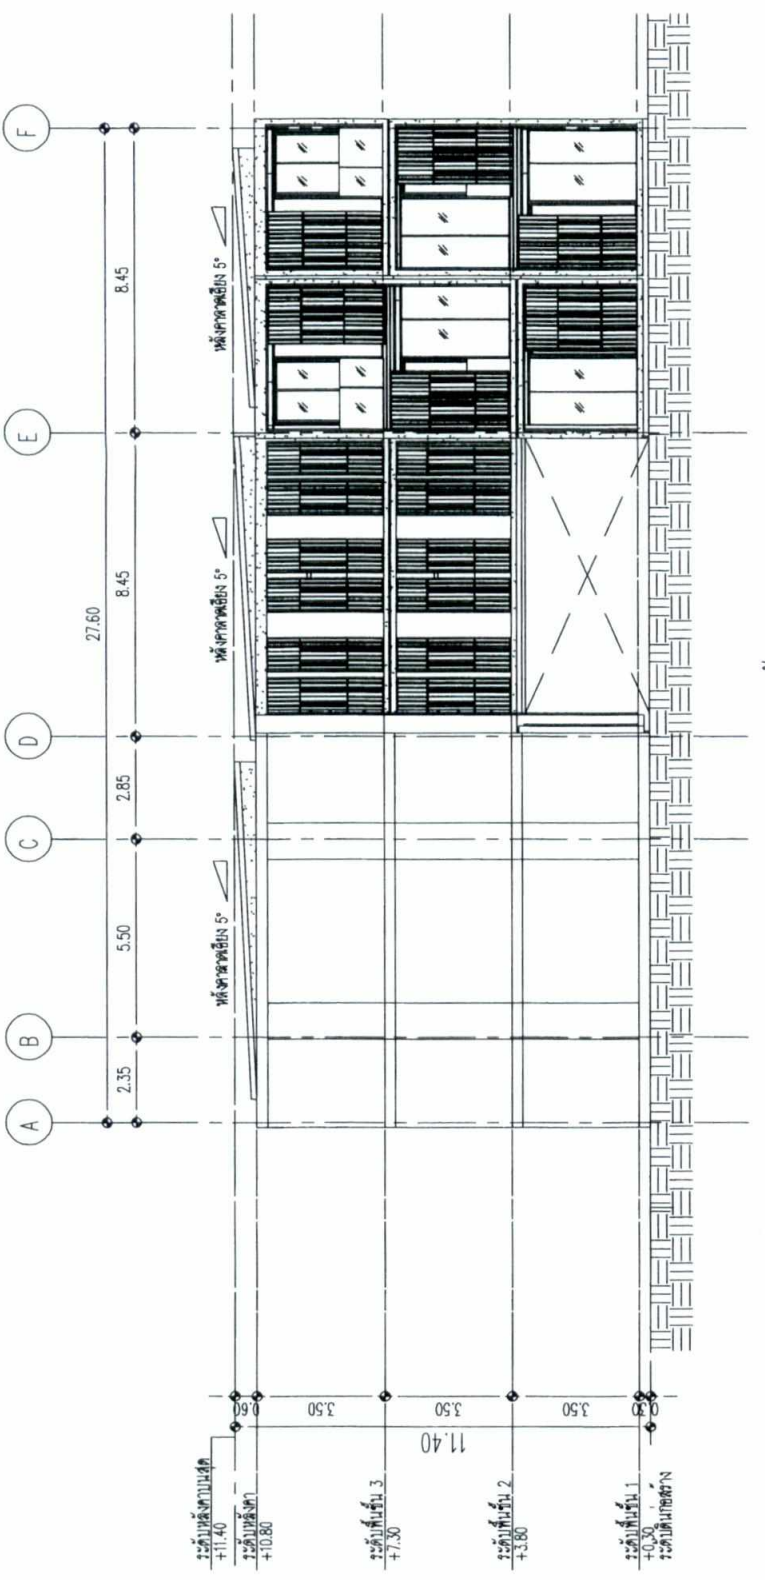 A
B
C
D
E
F
27.60
2.35
5.50
2.85
8.45
8.45
หลังคาลาดเอียง 5°
หลังคาลาดเอียง 5°
หลังคาลาดเอียง 5°
ระดับหลังคาบนสุด
+11.40
ระดับหลังคา
+10.80
ระดับพื้นชั้น 3
+7.30
ระดับพื้นชั้น 2
+3.80
ระดับพื้นชั้น 1
+0.30
ระดับดินก่อสร้าง
0.60
3.50
3.50
3.50
0.30
11.40